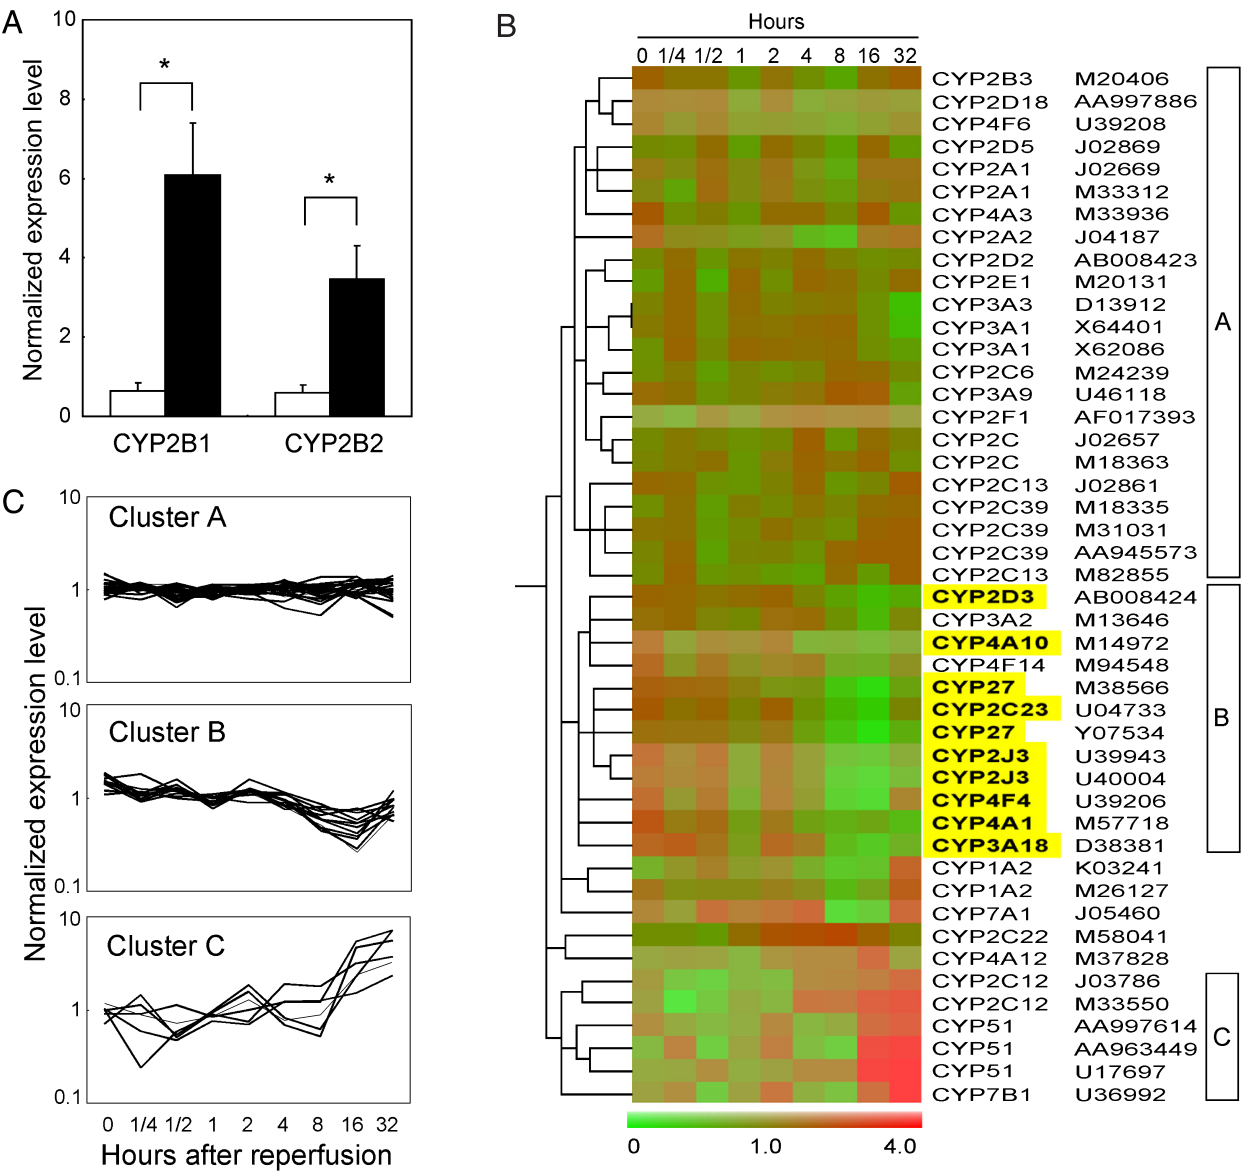 A
Normalized expression level
10
8
6
4
2
0
*
*
CYP2B1 CYP2B2
B
Hours
0 1/4 1/2 1 2 4 8 16 32
CYP2B3 M20406
CYP2D18 AA997886
CYP4F6 U39208
CYP2D5 J02869
CYP2A1 J02669
CYP2A1 M33312
CYP4A3 M33936
CYP2A2 J04187
CYP2D2 AB008423
CYP2E1 M20131
CYP3A3 D13912
CYP3A1 X64401
CYP3A1 X62086
CYP2C6 M24239
CYP3A9 U46118
CYP2F1 AF017393
CYP2C J02657
CYP2C M18363
CYP2C13 J02861
CYP2C39 M18335
CYP2C39 M31031
CYP2C39 AA945573
CYP2C13 M82855
A
CYP2D3 AB008424
CYP3A2 M13646
CYP4A10 M14972
CYP4F14 M94548
CYP27 M38566
CYP2C23 U04733
CYP27 Y07534
CYP2J3 U39943
CYP2J3 U40004
CYP4F4 U39206
CYP4A1 M57718
CYP3A18 D38381
B
CYP1A2 K03241
CYP1A2 M26127
CYP7A1 J05460
CYP2C22 M58041
CYP4A12 M37828
CYP2C12 J03786
CYP2C12 M33550
CYP51 AA997614
CYP51 AA963449
CYP51 U17697
CYP7B1 U36992
C
0 1.0 4.0
C
Normalized expression level
10
Cluster A
1
0.1
10
Cluster B
1
0.1
10
Cluster C
1
0.1
0 1/4 1/2 1 2 4 8 16 32
Hours after reperfusion